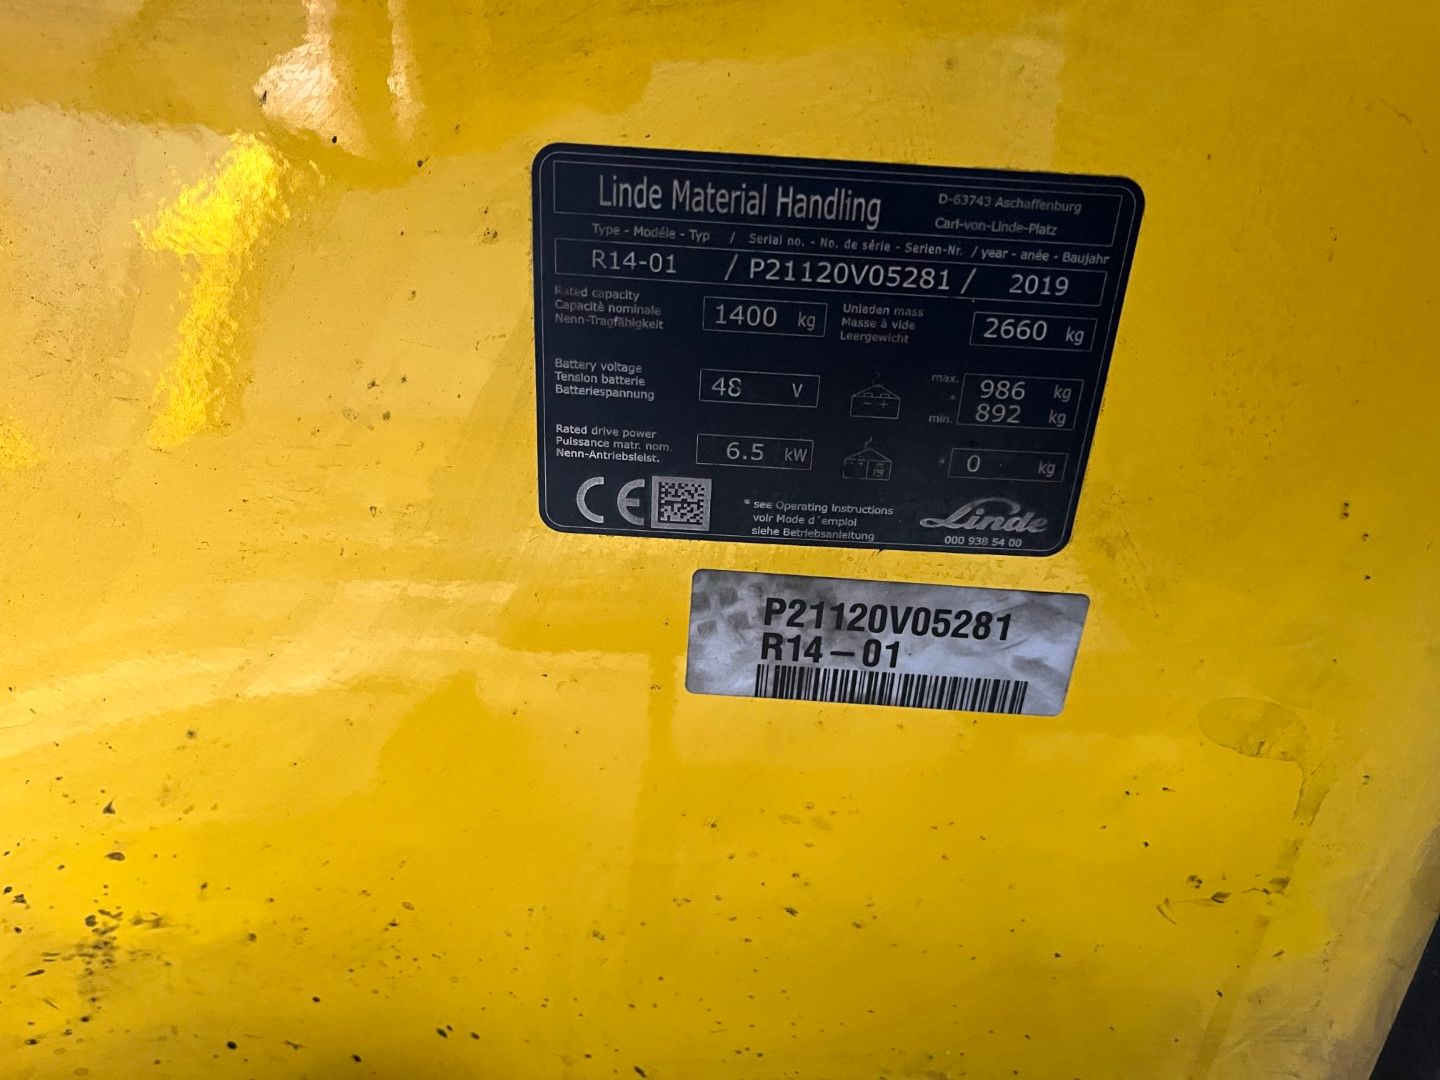 Linde Material Handling
D-63743 Aschaffenburg
Carl-von-Linde-Platz
Type - Modéle - Typ / Serial no. - No. de série - Serien-Nr. / year - anée - Baujahr
R14-01 / P21120V05281 / 2019
Rated capacity
Capacité nominale
Nenn-Tragfähigkeit
1400 kg
Unladen mass
Masse à vide
Leergewicht
2660 kg
Battery voltage
Tension batterie
Batteriespannung
48 V
max. 986 kg
*
min. 892 kg
Rated drive power
Puissance matr. nom.
Nenn-Antriebsleist.
6.5 kW
* 0 kg
CE
* see Operating Instructions
voir Mode d´emploi
siehe Betriebsanleitung
Linde
000 938 54 00
P21120V05281
R14-01